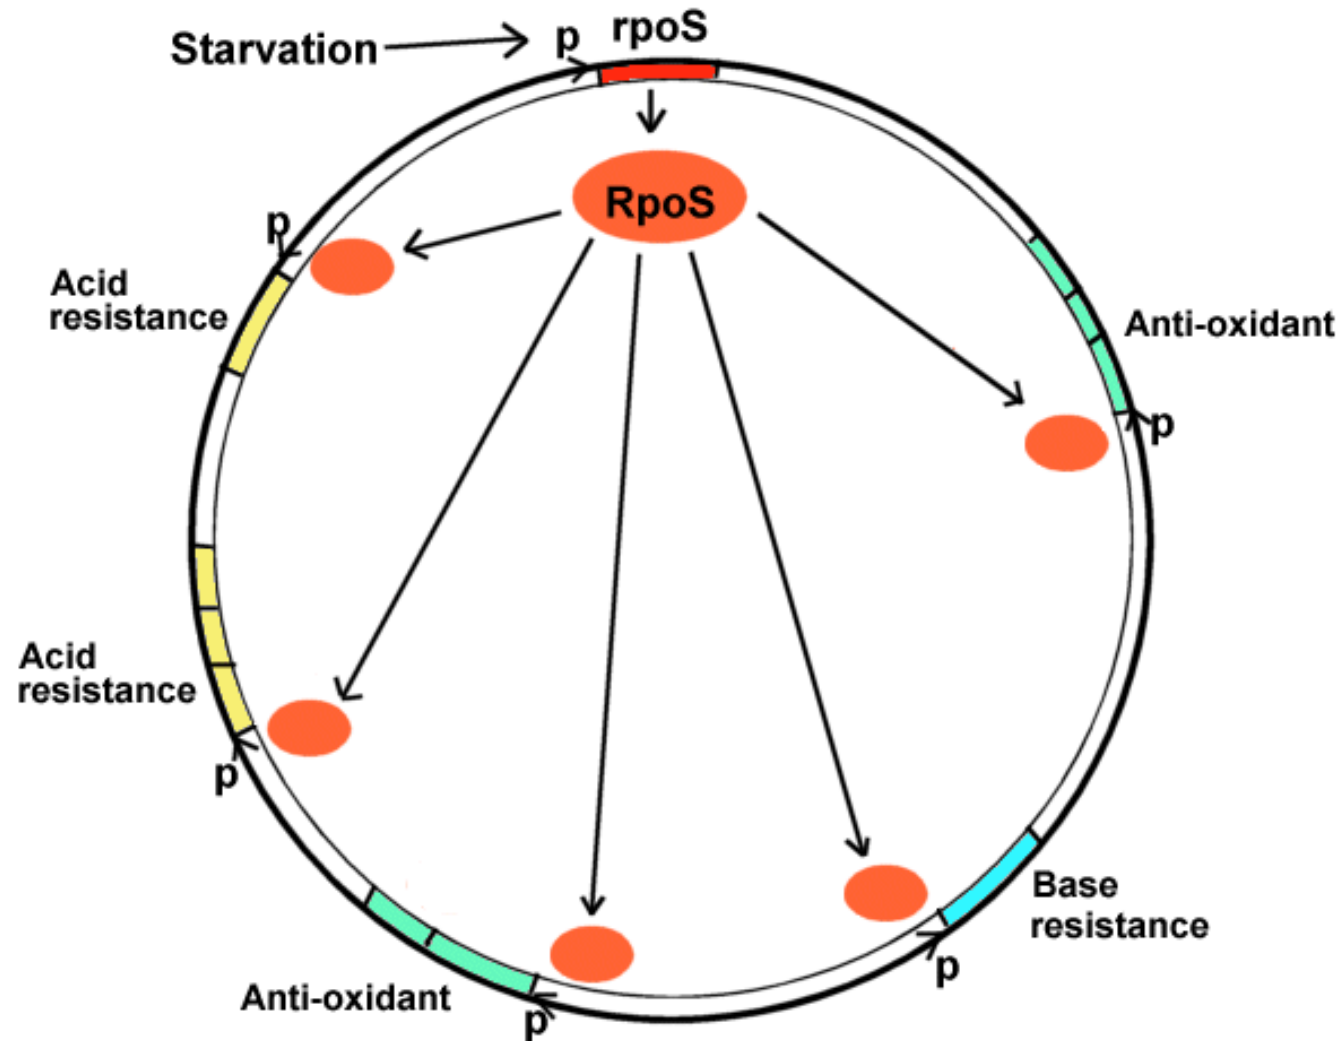 Starvation
p
rpoS
RpoS
p
Acid
resistance
Anti-oxidant
p
Acid
resistance
p
Base
resistance
p
Anti-oxidant
p